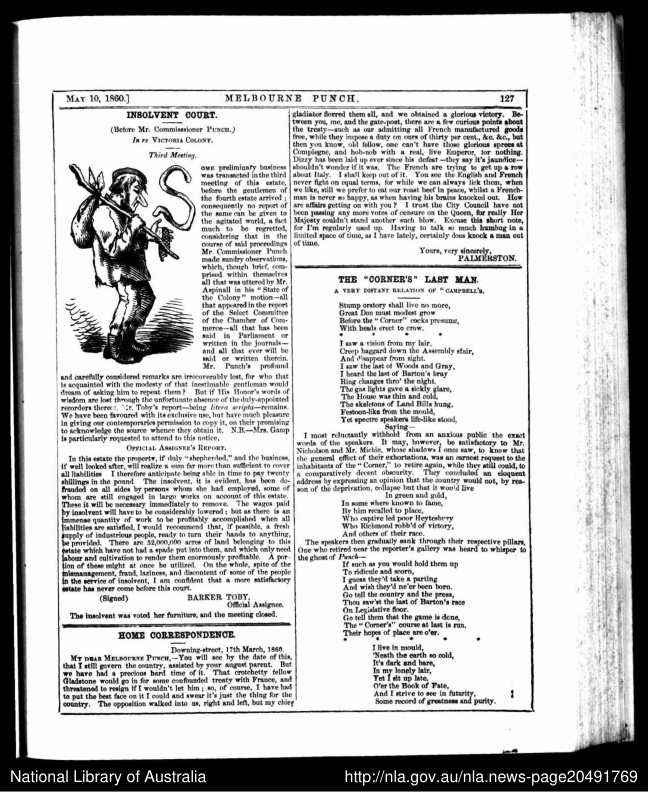 MAY 10, 1860.] MELBOURNE PUNCH. 127
INSOLVENT COURT.
(Before Mr. Commissioner PUNCH.)
In re VICTORIA COLONY.
Third Meeting.
SOME preliminary business
was transacted in the third
meeting of this estate,
before the gentlemen of
the fourth estate arrived;
consequently no report of
the same can be given to
the agitated world, a fact
much to be regretted,
considering that in the
course of said proceedings
Mr. Commissioner Punch
made sundry observations,
which, though brief, com-
prised within themselves
all that was uttered by Mr.
Aspinall in his "State of
the Colony" motion—all
that appeared in the report
of the Select Committee
of the Chamber of Com-
merce—all that has been
said in Parliament or
written in the journals—
and all that ever will be
said or written therein.
Mr. Punch's profound
and carefully considered remarks are irrecoverably lost, for who that
is acquainted with the modesty of that inestimable gentleman would
dream of asking him to repeat them? But if His Honor's words of
wisdom are lost through the unfortunate absence of the duly-appointed
recorders thereof, Mr. Toby's report—being litera scripta—remains.
We have been favoured with its exclusive use, but have much pleasure
in giving our contemporaries permission to copy it, on their promising
to acknowledge the source whence they obtain it. N.B.—Mrs. Gamp
is particularly requested to attend to this notice.
OFFICIAL ASSIGNEE'S REPORT.
In this estate the property, if duly "shepherded," and the business,
if well looked after, will realize a sum far more than sufficient to cover
all liabilities I therefore anticipate being able in time to pay twenty
shillings in the pound The insolvent, it is evident, has been de-
frauded on all sides by persons whom she had employed, some of
whom are still engaged in large works on account of this estate.
These it will be necessary immediately to remove. The wages paid
by insolvent will have to be considerably lowered; but as there is an
immense quantity of work to be profitably accomplished when all
liabilities are satisfied, I would recommend that, if possible, a fresh
supply of industrious people, ready to turn their hands to anything,
be provided. There are 52,000,000 acres of land belonging to this
estate which have not had a spade put into them, and which only need
labour and cultivation to render them enormously profitable. A por-
tion of these might at once be utilized. On the whole, spite of the
mismanagement, fraud, laziness, and discontent of some of the people
in the service of insolvent, I am confident that a more satisfactory
estate has never come before this court.
(Signed) BARKER TOBY,
Official Assignee.
The insolvent was voted her furniture, and the meeting closed.
HOME CORRESPONDENCE.
Downing-street, 17th March, 1860.
MY DEAR MELBOURNE PUNCH,—You will see by the date of this,
that I still govern the country, assisted by your august parent. But
we have had a precious hard time of it. That crotchetty fellow
Gladstone would go in for some confounded treaty with France, and
threatened to resign if I wouldn't let him; so, of course, I have had
to put the best face on it I could and swear it's just the thing for the
country. The opposition walked into us, right and left, but my chief
gladiator floored them all, and we obtained a glorious victory. Be-
tween you, me, and the gate-post, there are a few curious points about
the treaty—such as our admitting all French manufactured goods
free, while they impose a duty on ours of thirty per cent., &c. &c., but
then you know, old fellow, one can't have those glorious sprees at
Compiegne, and hob-nob with a real, live Emperor, for nothing.
Dizzy has been laid up ever since his defeat—they say it's jaundice—
shouldn't wonder if it was. The French are trying to get up a row
about Italy. I shall keep out of it. You see the English and French
never fight on equal terms, for while we can always lick them, when
we like, still we prefer to eat our roast beef in peace, whilst a French-
man is never so happy, as when having his brains knocked out. How
are affairs getting on with you? I trust the City Council have not
been passing any more votes of censure on the Queen, for really Her
Majesty couldn't stand another such blow. Excuse this short note,
for I'm regularly used up. Having to talk so much humbug in a
limited space of time, as I have lately, certainly does knock a man out
of time.
Yours, very sincerely,
PALMERSTON.
THE "CORNER'S" LAST MAN.
A VERY DISTANT RELATION OF "CAMPBELL'S.
Stump oratory shall live no more,
Great Don must modest grow
Before the "Corner" cocks presume,
With heads erect to crow.
* * * * *
I saw a vision from my lair,
Creep haggard down the Assembly stair,
And disappear from sight.
I saw the last of Woods and Gray,
I heard the last of Barton's bray
Ring changes thro' the night.
The gas lights gave a sickly glare,
The House was thin and cold,
The skeletons of Land Bills hung,
Festoon-like from the mould,
Yet spectre speakers life-like stood,
Saying—
I most reluctantly withhold from an anxious public the exact
words of the speakers. It may, however, be satisfactory to Mr.
Nicholson and Mr. Michie, whose shadows I once saw, to know that
the general effect of their exhortations, was an earnest request to the
inhabitants of the "Corner," to retire again, while they still could, to
a comparatively decent obscurity. They concluded an eloquent
address by expressing an opinion that the country would not, by rea-
son of the deprivation, collapse but that it would live
In green and gold,
In some where known to fame,
By him recalled to place,
Who captive led poor Heytesbery
Who Richmond robb'd of victory,
And others of their race.
The speakers then gradually sank through their respective pillars,
One who retired near the reporter's gallery was heard to whisper to
the ghost of Punch—
If such as you would hold them up
To ridicule and scorn,
I guess they'd take a parting
And wish they'd ne'er been born.
Go tell the country and the press,
Thou saw'st the last of Barton's race
On Legislative floor.
Go tell them that the game is done,
The "Corner's" course at last is run.
Their hopes of place are o'er.
* * * * *
I live in mould,
'Neath the earth so cold,
It's dark and bare,
In my lonely lair,
Yet I sit up late,
O'er the Book of Fate,
And I strive to see in futurity,
Some record of greatness and purity.
National Library of Australia http://nla.gov.au/nla.news-page20491769